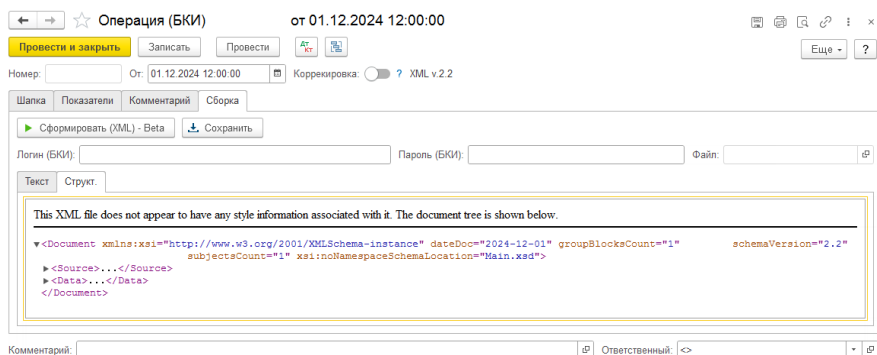 Операция (БКИ) от 01.12.2024 12:00:00
Провести и закрыть Записать Провести Дт Кт Еще ?
Номер: От: 01.12.2024 12:00:00 Корректировка: ? XML v.2.2
Шапка Показатели Комментарий Сборка
Сформировать (XML) - Beta Сохранить
Логин (БКИ): Пароль (БКИ): Файл:
Текст Структ.
This XML file does not appear to have any style information associated with it. The document tree is shown below.
▼<Document xmlns:xsi="http://www.w3.org/2001/XMLSchema-instance" dateDoc="2024-12-01" groupBlocksCount="1" schemaVersion="2.2"
subjectsCount="1" xsi:noNamespaceSchemaLocation="Main.xsd">
▶<Source>...</Source>
▶<Data>...</Data>
</Document>
Комментарий: Ответственный: <>